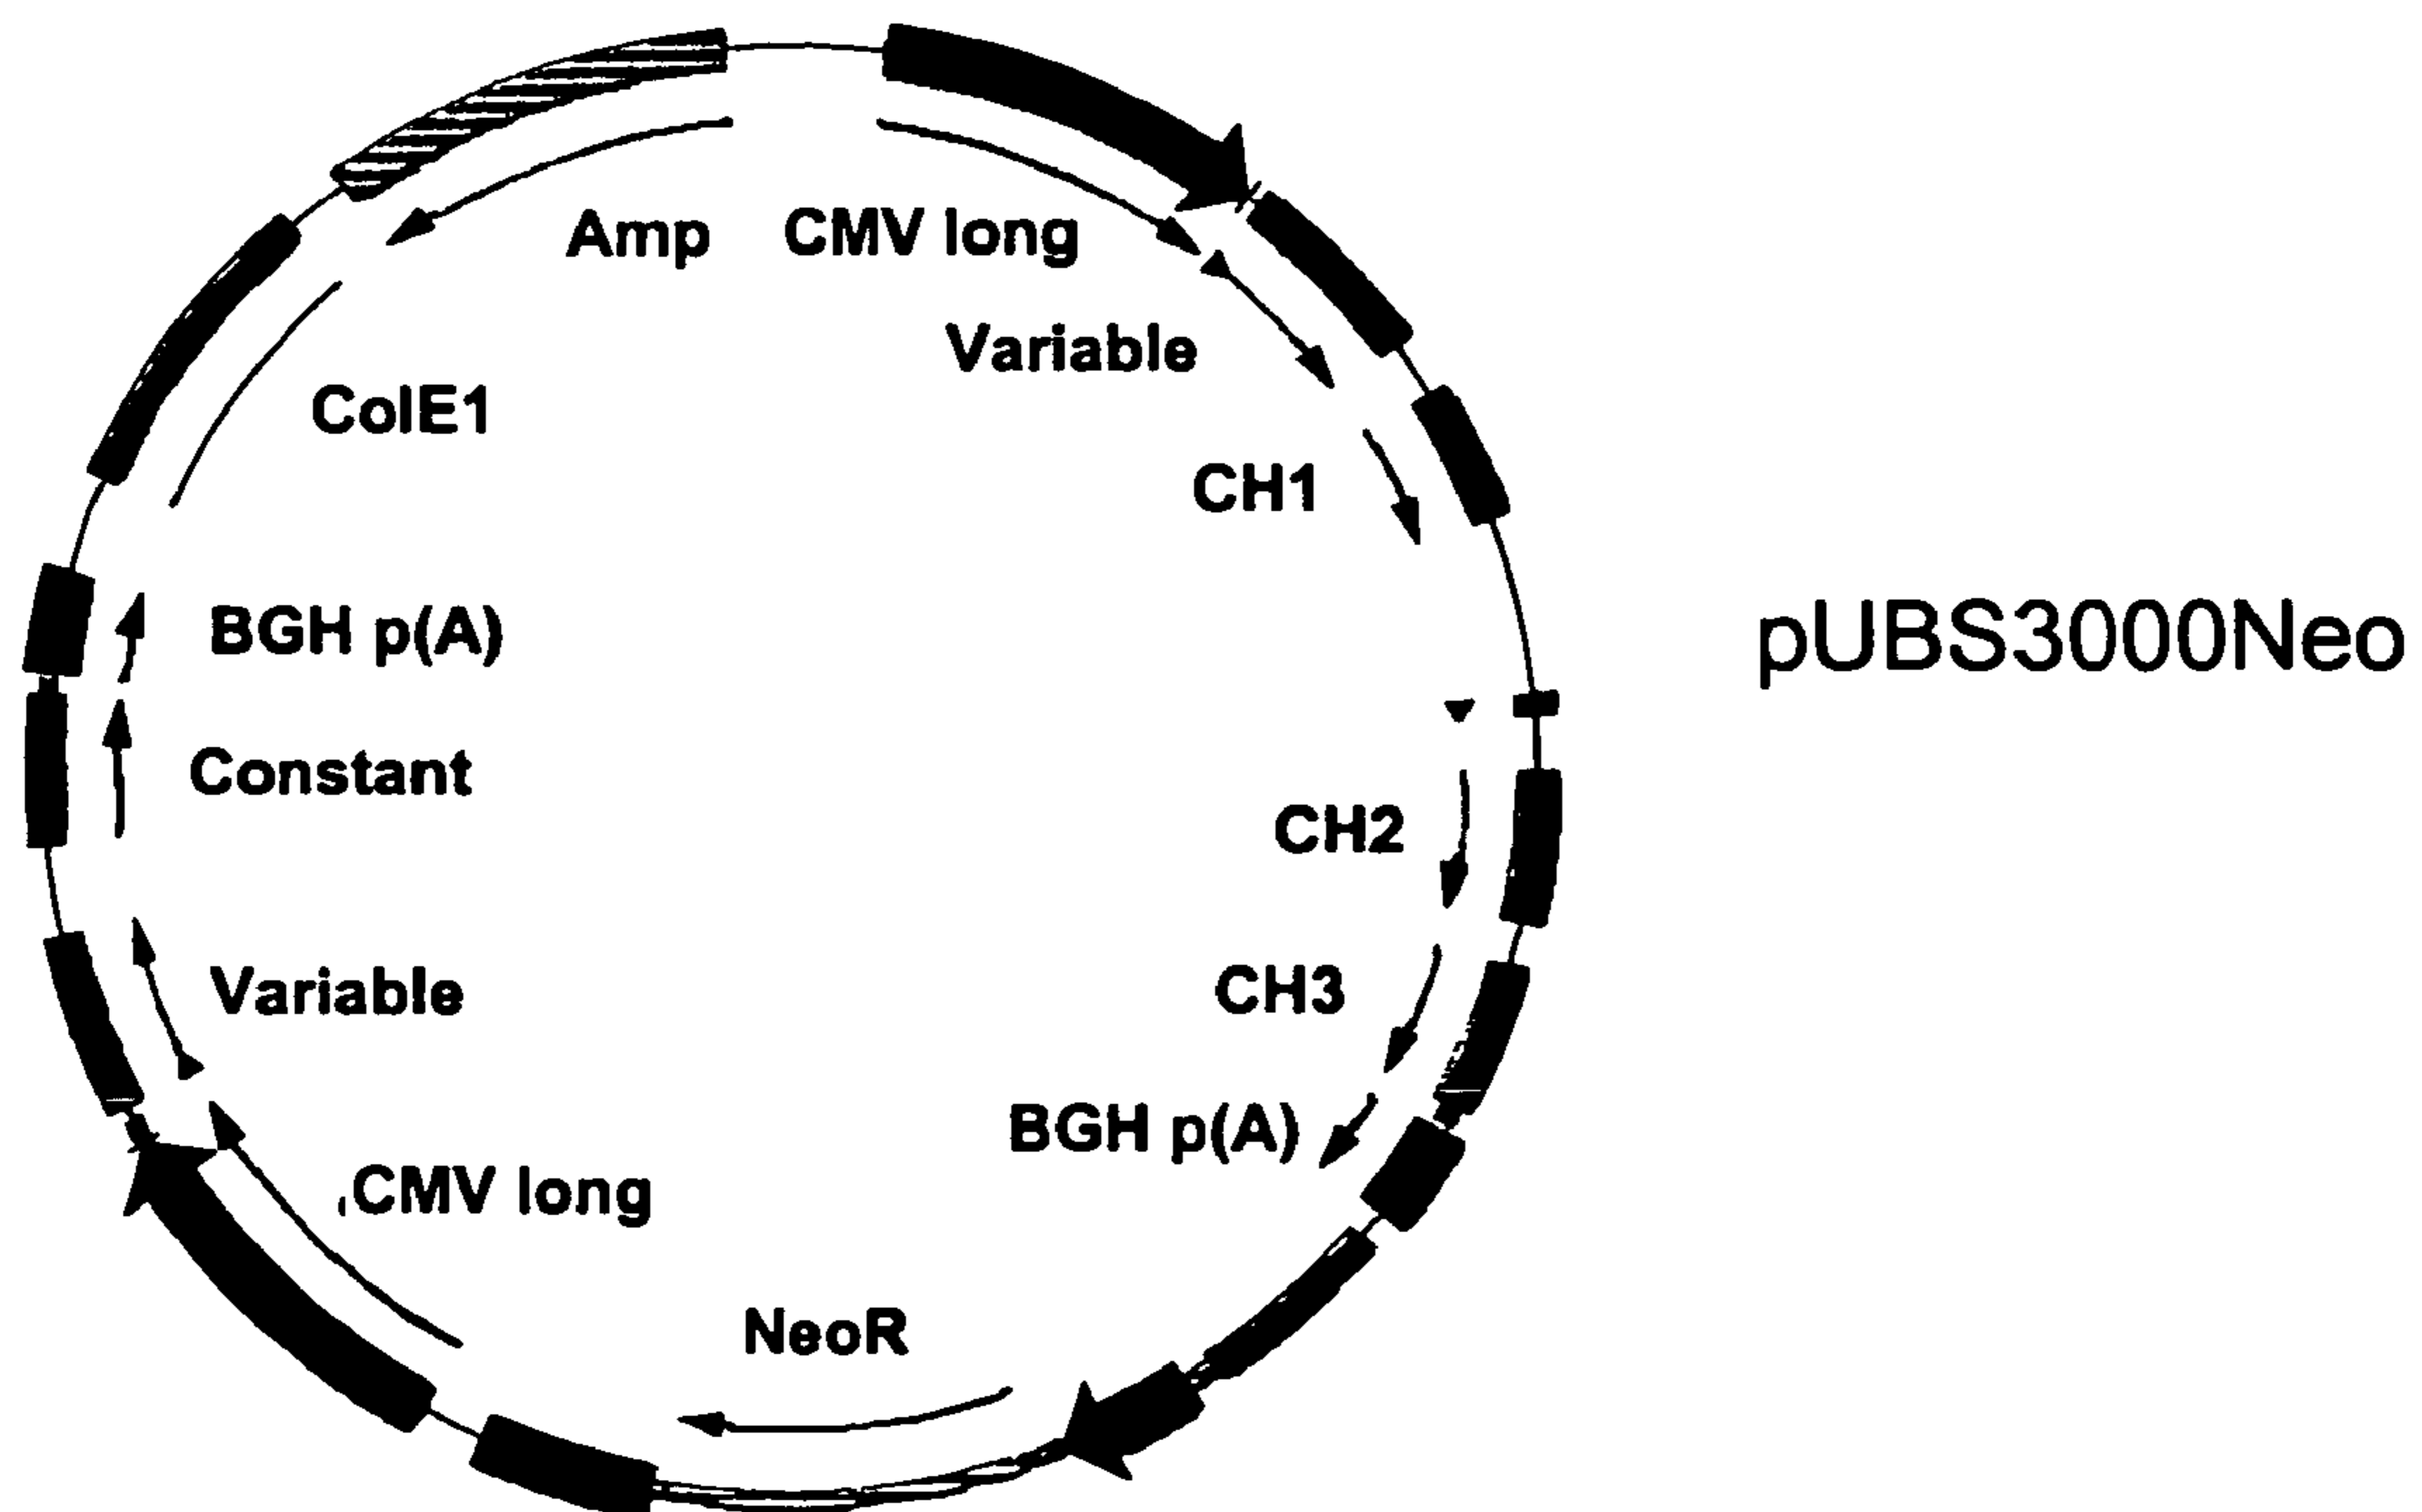 Amp CMV long
Variable
ColE1
CH1
BGH p(A)
pUBS3000Neo
Constant
CH2
Variable
CH3
BGH p(A)
CMV long
NeoR